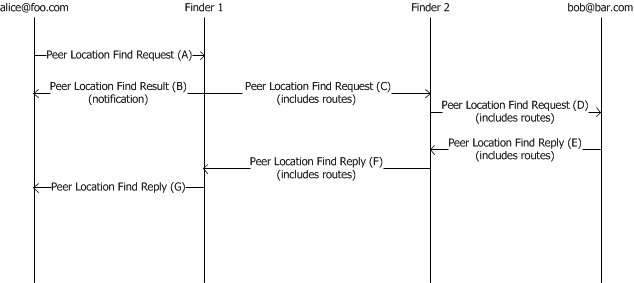 alice@foo.com Finder 1 Finder 2 bob@bar.com
Peer Location Find Request (A)
Peer Location Find Result (B)
(notification)
Peer Location Find Request (C)
(includes routes)
Peer Location Find Request (D)
(includes routes)
Peer Location Find Reply (E)
(includes routes)
Peer Location Find Reply (F)
(includes routes)
Peer Location Find Reply (G)